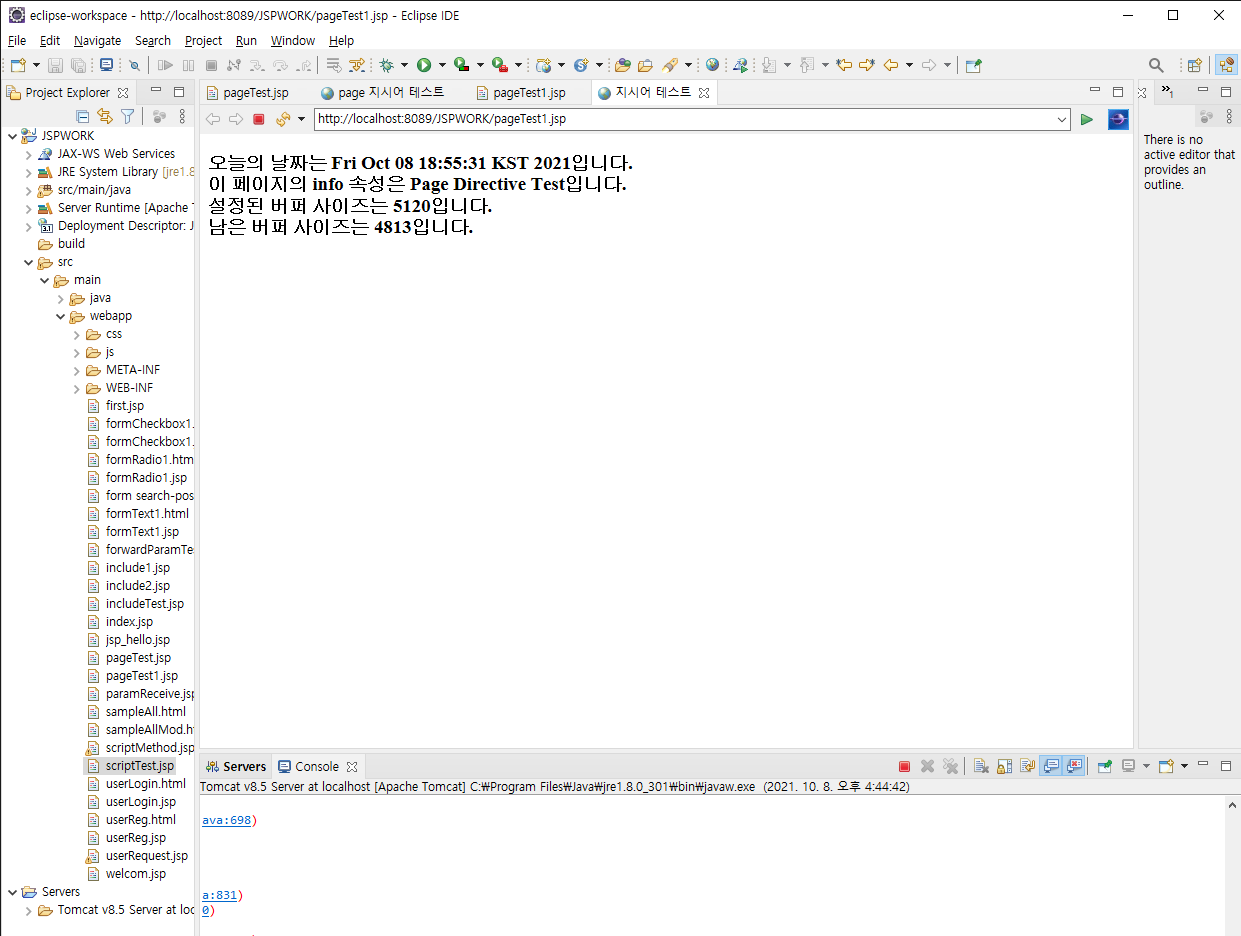 eclipse-workspace - http://localhost:8089/JSPWORK/pageTest1.jsp - Eclipse IDE
File Edit Navigate Search Project Run Window Help
Project Explorer
pageTest.jsp
page 지시어 테스트
pageTest1.jsp
지시어 테스트
1
http://localhost:8089/JSPWORK/pageTest1.jsp
오늘의 날짜는 Fri Oct 08 18:55:31 KST 2021입니다.
이 페이지의 info 속성은 Page Directive Test입니다.
설정된 버퍼 사이즈는 5120입니다.
남은 버퍼 사이즈는 4813입니다.
There is no
active editor that
provides an
outline.
JSPWORK
JAX-WS Web Services
JRE System Library [jre1.8
src/main/java
Server Runtime [Apache T
Deployment Descriptor: J
build
src
main
java
webapp
css
js
META-INF
WEB-INF
first.jsp
formCheckbox1.
formCheckbox1.
formRadio1.htm
formRadio1.jsp
form search-pos
formText1.html
formText1.jsp
forwardParamTe
include1.jsp
include2.jsp
includeTest.jsp
index.jsp
jsp_hello.jsp
pageTest.jsp
pageTest1.jsp
paramReceive.jsp
sampleAll.html
sampleAllMod.ht
scriptMethod.jsp
scriptTest.jsp
userLogin.html
userLogin.jsp
userReg.html
userReg.jsp
userRequest.jsp
welcom.jsp
Servers
Tomcat v8.5 Server at loc
Servers
Console
Tomcat v8.5 Server at localhost [Apache Tomcat] C:₩Program Files₩Java₩jre1.8.0_301₩bin₩javaw.exe (2021. 10. 8. 오후 4:44:42)
ava:698)
a:831)
0)